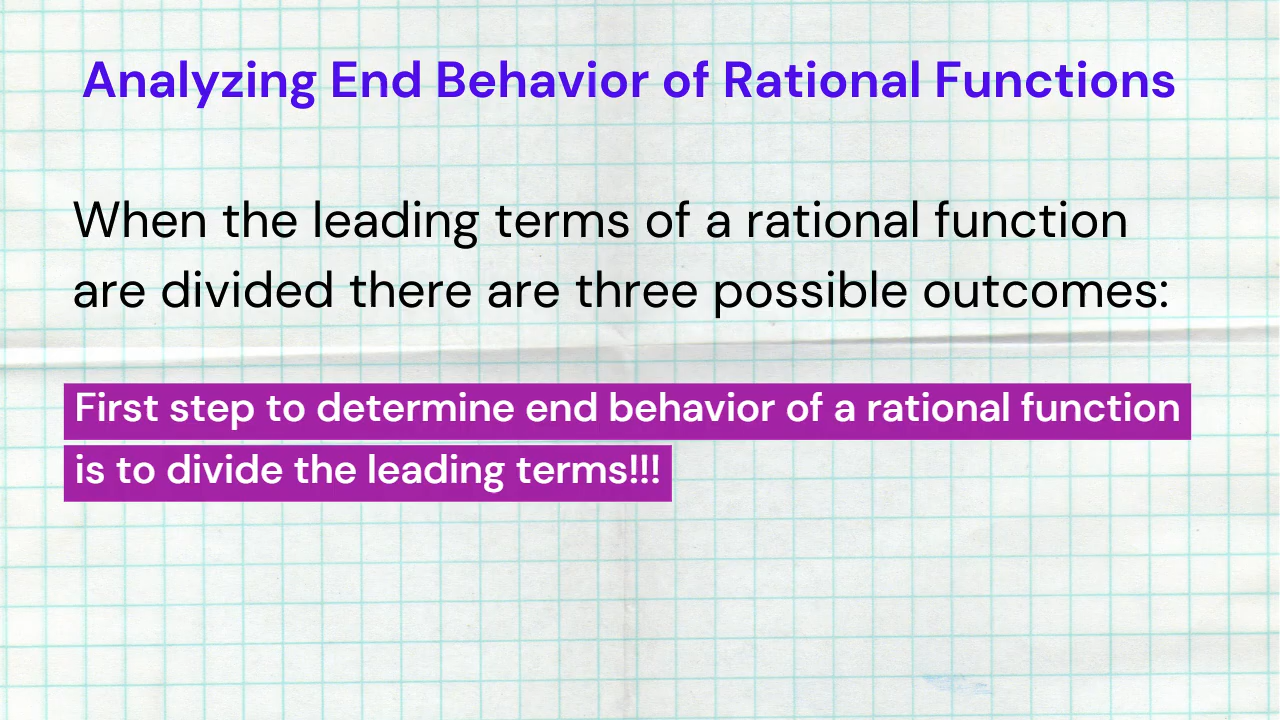 Analyzing End Behavior of Rational Functions
When the leading terms of a rational function
are divided there are three possible outcomes:
First step to determine end behavior of a rational function
is to divide the leading terms!!!